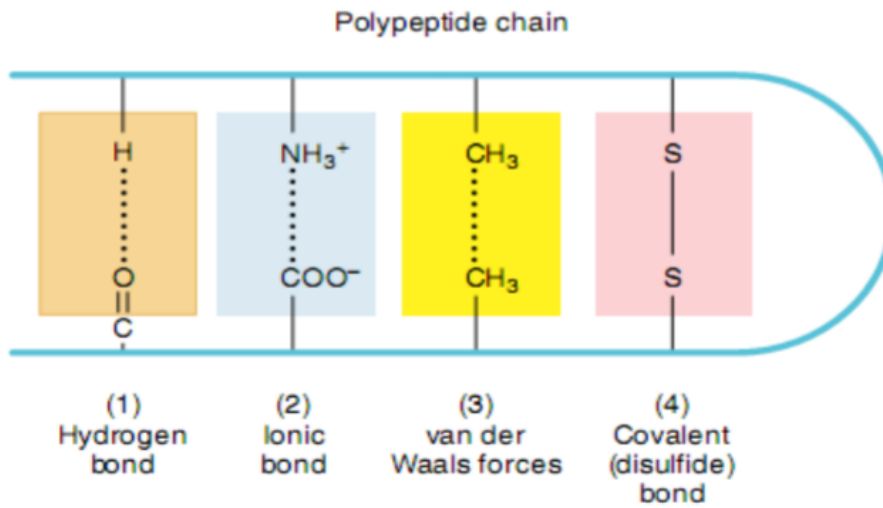 Polypeptide chain
H NH₃⁺ CH₃ S
O COO⁻ CH₃ S
C
(1) (2) (3) (4)
Hydrogen Ionic van der Covalent
bond bond Waals forces (disulfide)
bond